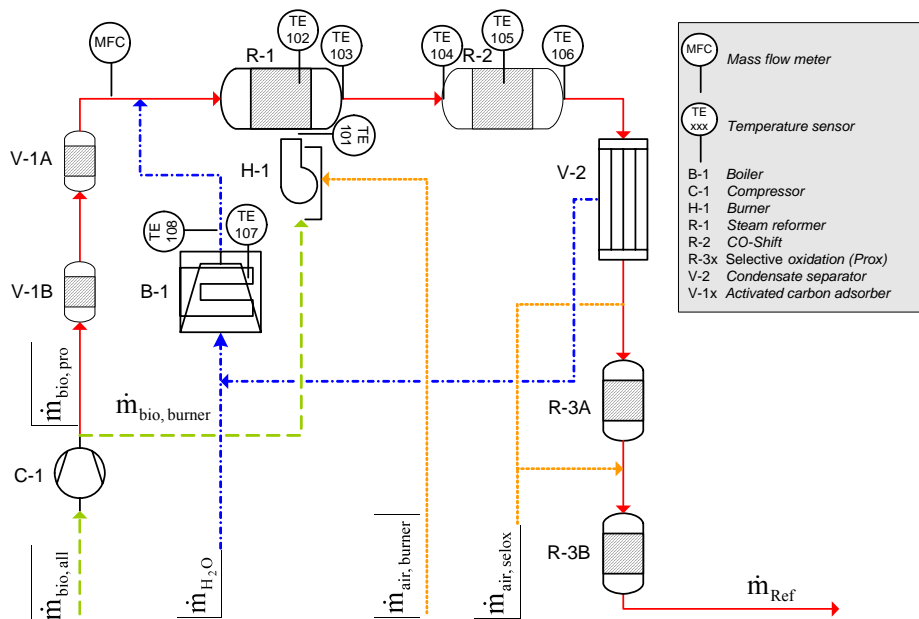 MFC
TE
102
TE
103
R-1
TE
104
TE
105
TE
106
R-2
TE
101
H-1
V-1A
V-2
TE
108
TE
107
B-1
V-1B
ṁbio, pro
ṁbio, burner
C-1
R-3A
R-3B
ṁbio, all
ṁH₂O
ṁair, burner
ṁair, selox
ṁRef
MFC
Mass flow meter
TE
xxx
Temperature sensor
B-1 Boiler
C-1 Compressor
H-1 Burner
R-1 Steam reformer
R-2 CO-Shift
R-3x Selective oxidation (Prox)
V-2 Condensate separator
V-1x Activated carbon adsorber